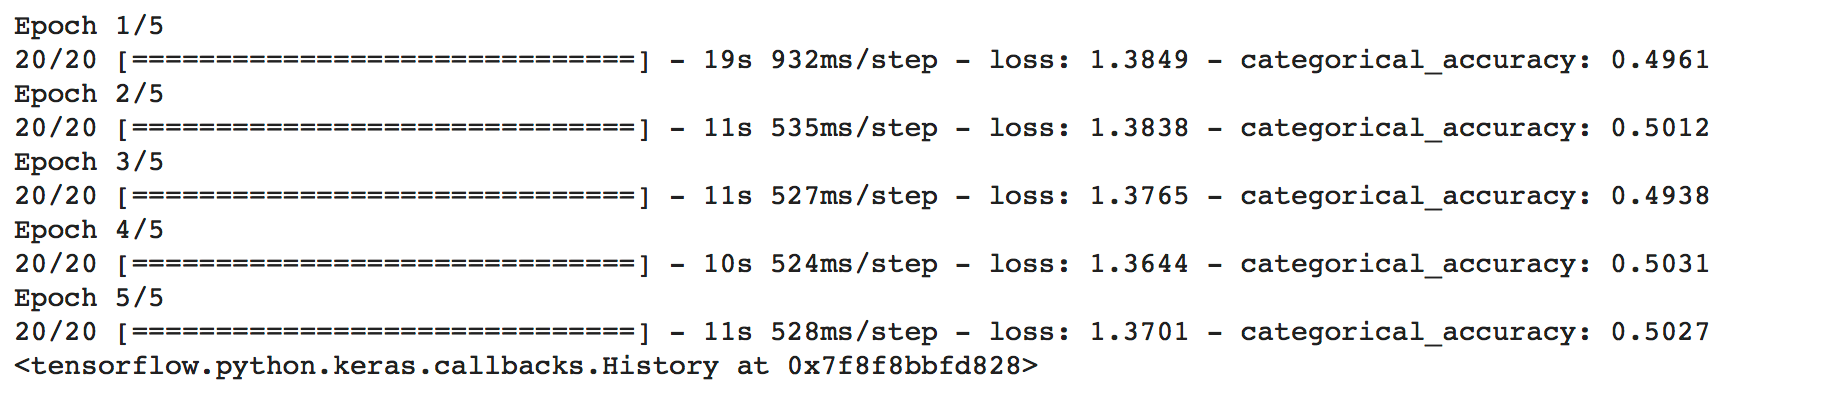 Epoch 1/5
20/20 [==============================] - 19s 932ms/step - loss: 1.3849 - categorical_accuracy: 0.4961
Epoch 2/5
20/20 [==============================] - 11s 535ms/step - loss: 1.3838 - categorical_accuracy: 0.5012
Epoch 3/5
20/20 [==============================] - 11s 527ms/step - loss: 1.3765 - categorical_accuracy: 0.4938
Epoch 4/5
20/20 [==============================] - 10s 524ms/step - loss: 1.3644 - categorical_accuracy: 0.5031
Epoch 5/5
20/20 [==============================] - 11s 528ms/step - loss: 1.3701 - categorical_accuracy: 0.5027
<tensorflow.python.keras.callbacks.History at 0x7f8f8bbfd828>